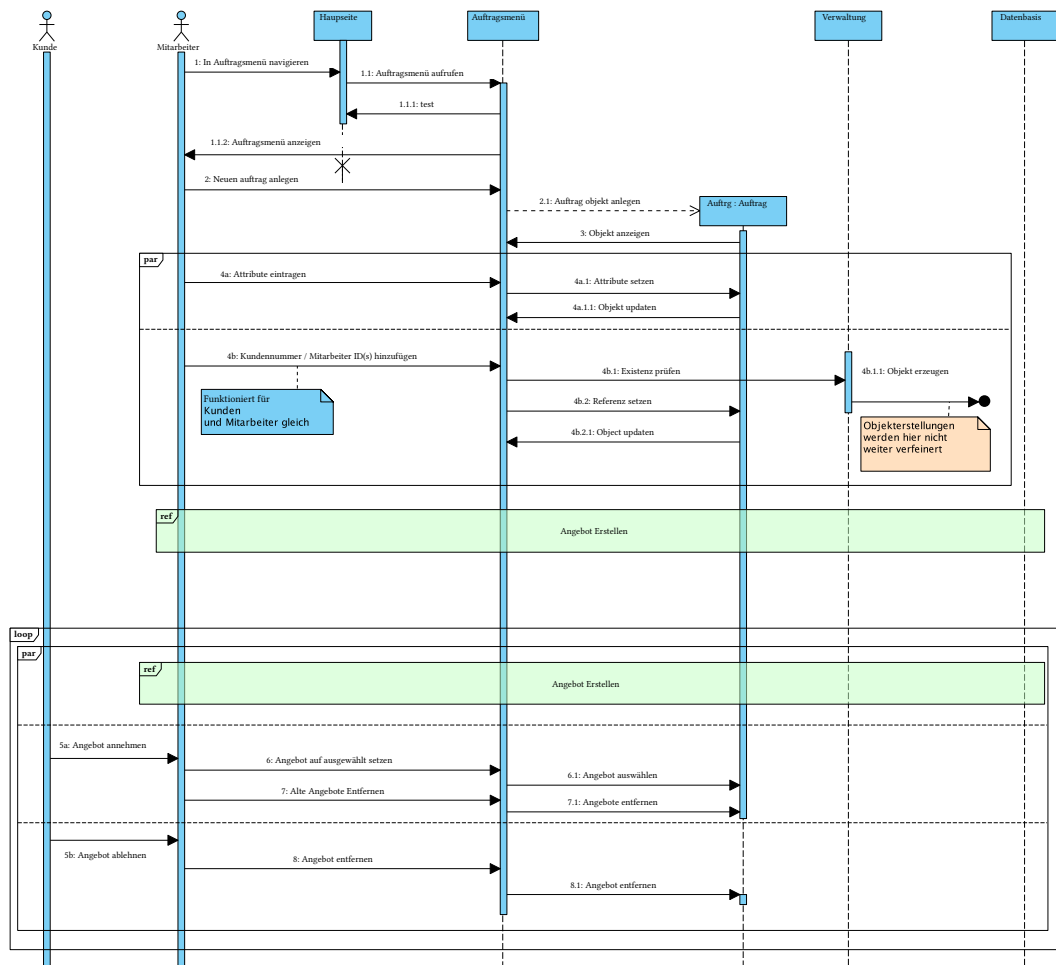 Haupseite
Auftragsmenü
Verwaltung
Datenbasis
Kunde
Mitarbeiter
1: In Auftragsmenü navigieren
1.1: Auftragsmenü aufrufen
1.1.1: test
1.1.2: Auftragsmenü anzeigen
2: Neuen auftrag anlegen
2.1: Auftrag objekt anlegen
Auftrg : Auftrag
3: Objekt anzeigen
par
4a: Attribute eintragen
4a.1: Attribute setzen
4a.1.1: Objekt updaten
4b: Kundennummer / Mitarbeiter ID(s) hinzufügen
4b.1: Existenz prüfen
4b.1.1: Objekt erzeugen
Funktioniert für
Kunden
und Mitarbeiter gleich
4b.2: Referenz setzen
Objekterstellungen
werden hier nicht
weiter verfeinert
4b.2.1: Object updaten
ref
Angebot Erstellen
loop
par
ref
Angebot Erstellen
5a: Angebot annehmen
6: Angebot auf ausgewählt setzen
6.1: Angebot auswählen
7: Alte Angebote Entfernen
7.1: Angebote entfernen
5b: Angebot ablehnen
8: Angebot entfernen
8.1: Angebot entfernen